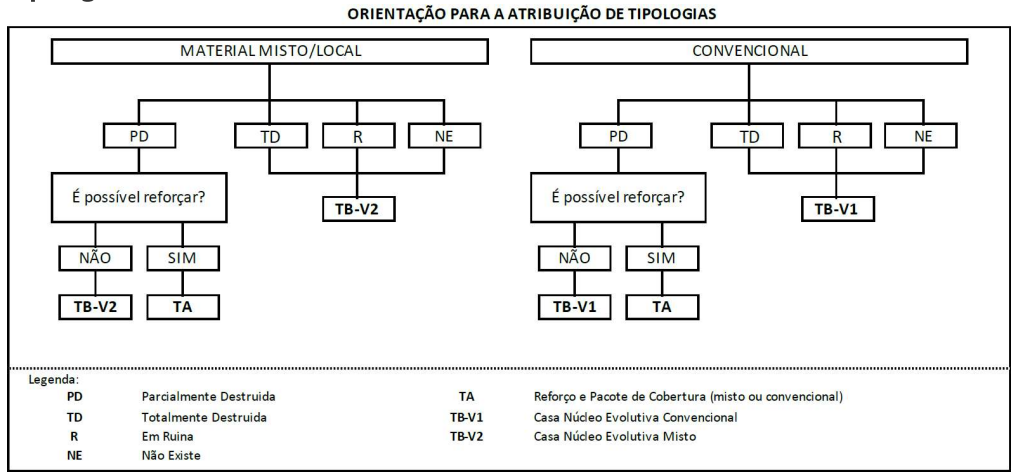 ORIENTAÇÃO PARA A ATRIBUIÇÃO DE TIPOLOGIAS
MATERIAL MISTO/LOCAL
PD TD R NE
É possível reforçar?
TB-V2
NÃO SIM
TB-V2 TA
CONVENCIONAL
PD TD R NE
É possível reforçar?
TB-V1
NÃO SIM
TB-V1 TA
Legenda:
PD Parcialmente Destruida
TD Totalmente Destruida
R Em Ruina
NE Não Existe
TA Reforço e Pacote de Cobertura (misto ou convencional)
TB-V1 Casa Núcleo Evolutiva Convencional
TB-V2 Casa Núcleo Evolutiva Misto